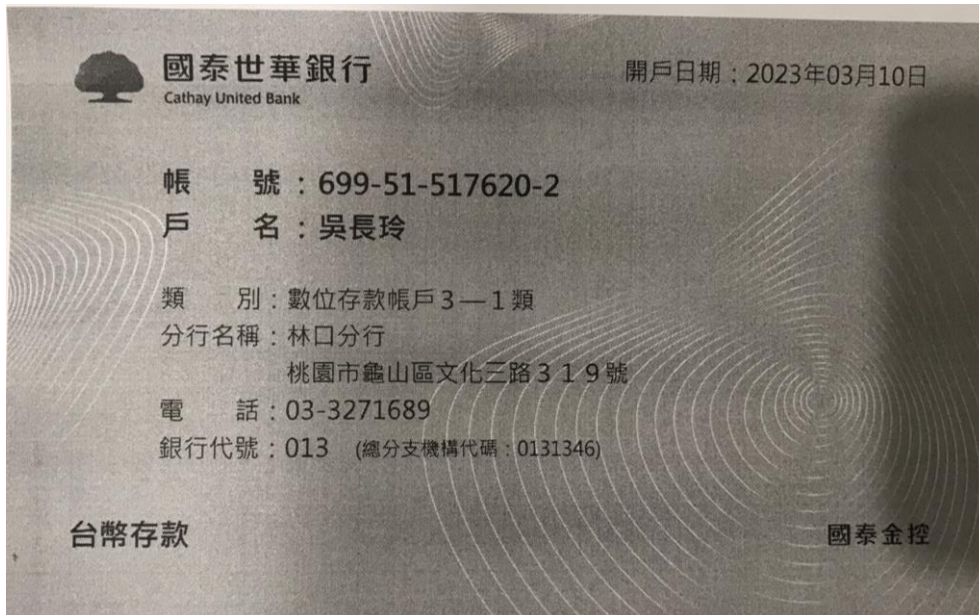 國泰世華銀行
Cathay United Bank
開戶日期：2023年03月10日
帳　　號：699-51-517620-2
戶　　名：吳長玲
類　　別：數位存款帳戶３—１類
分行名稱：林口分行
桃園市龜山區文化三路３１９號
電　　話：03-3271689
銀行代號：013 (總分支機構代碼：0131346)
台幣存款
國泰金控